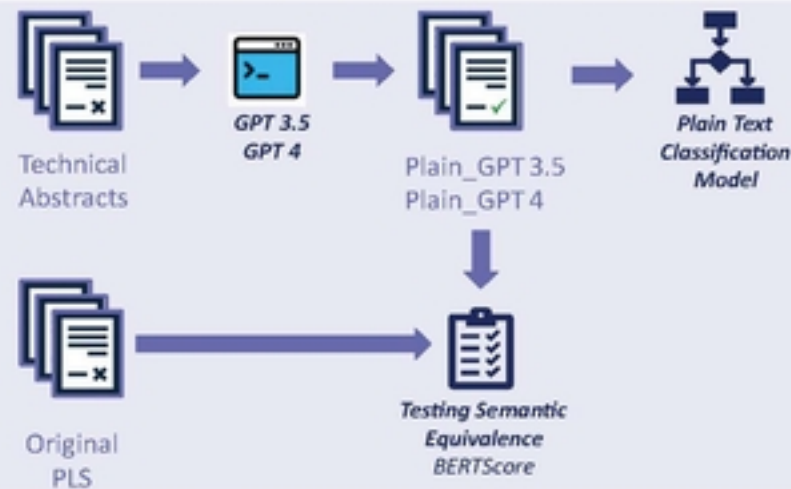 Technical
Abstracts
GPT 3.5
GPT 4
Plain_GPT 3.5
Plain_GPT 4
Plain Text
Classification
Model
Original
PLS
Testing Semantic
Equivalence
BERTScore